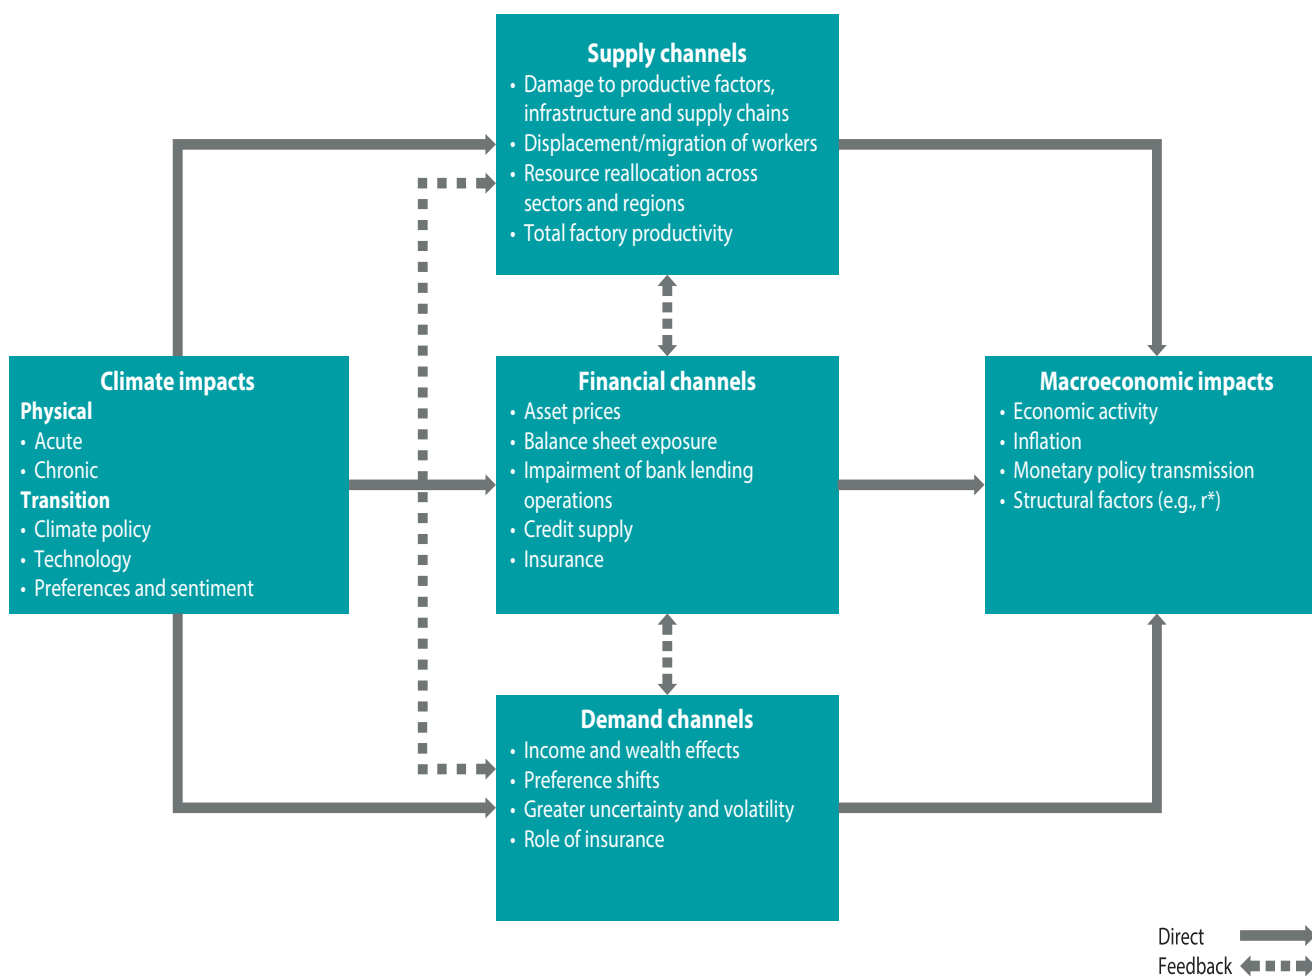 Supply channels
• Damage to productive factors,
infrastructure and supply chains
• Displacement/migration of workers
• Resource reallocation across
sectors and regions
• Total factory productivity
Climate impacts
Physical
• Acute
• Chronic
Transition
• Climate policy
• Technology
• Preferences and sentiment
Financial channels
• Asset prices
• Balance sheet exposure
• Impairment of bank lending
operations
• Credit supply
• Insurance
Macroeconomic impacts
• Economic activity
• Inflation
• Monetary policy transmission
• Structural factors (e.g., r*)
Demand channels
• Income and wealth effects
• Preference shifts
• Greater uncertainty and volatility
• Role of insurance
Direct
Feedback